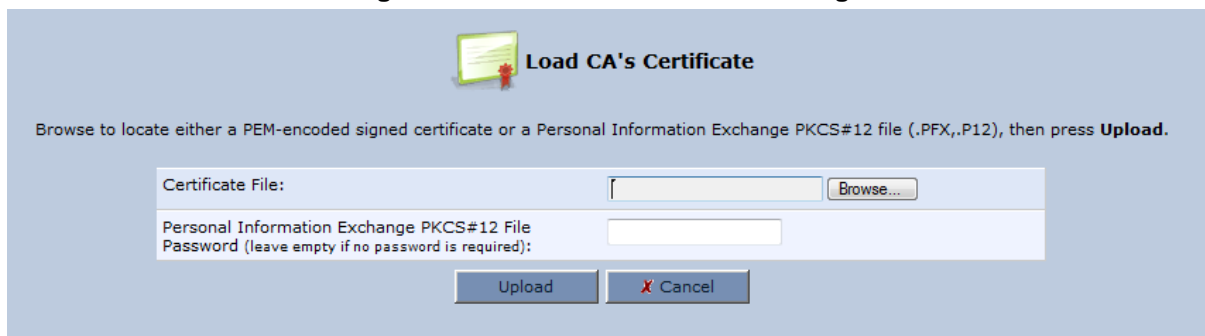 Load CA's Certificate
Browse to locate either a PEM-encoded signed certificate or a Personal Information Exchange PKCS#12 file (.PFX,.P12), then press Upload.
Certificate File:
Browse...
Personal Information Exchange PKCS#12 File
Password (leave empty if no password is required):
Upload
✗ Cancel